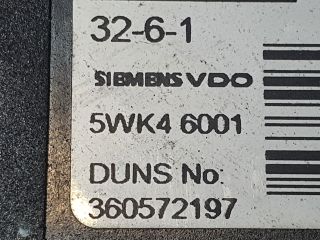 32-6-1
SIEMENS VDO
5WK4 6001
DUNS No:
360572197